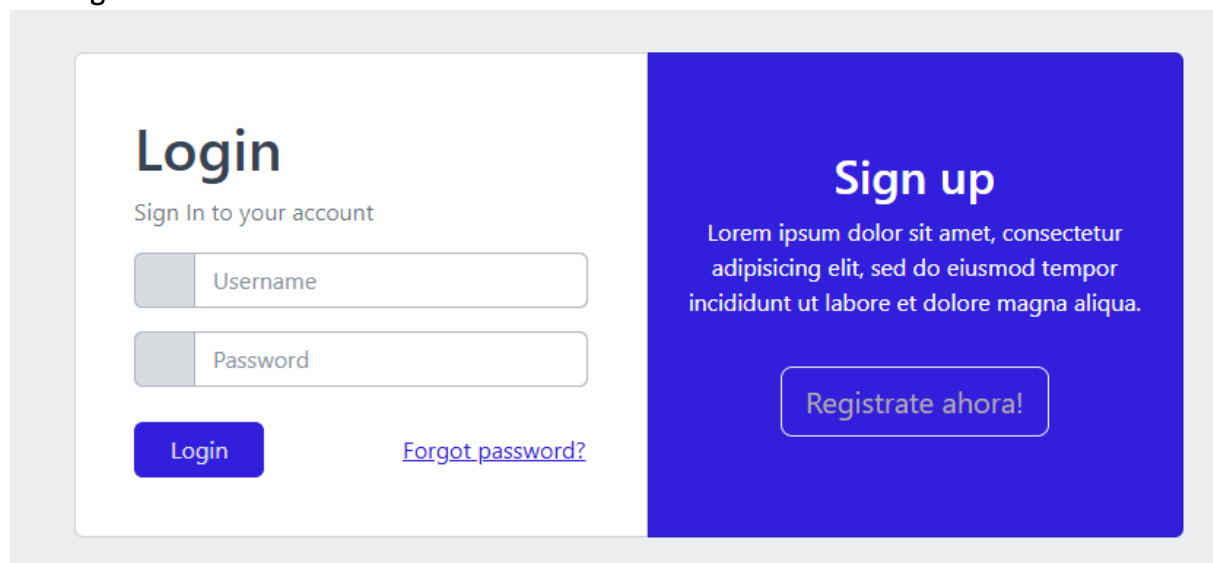 Login
Sign In to your account
Username
Password
Login
Forgot password?
Sign up
Lorem ipsum dolor sit amet, consectetur
adipisicing elit, sed do eiusmod tempor
incididunt ut labore et dolore magna aliqua.
Registrate ahora!